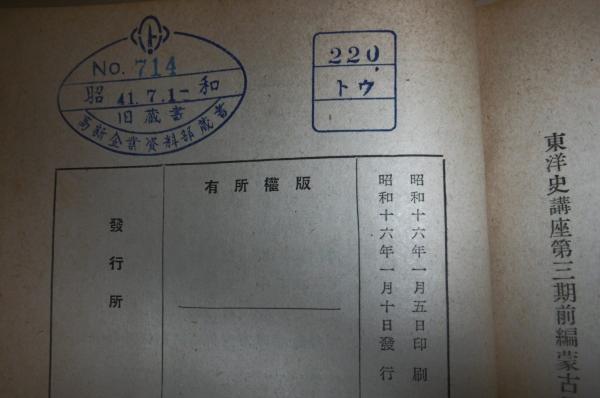 No. 714
昭 和
41.7.1
旧蔵書
220.
トウ
東洋史講座第三期前編蒙古
昭和十六年一月五日印刷
昭和十六年一月十日發行
版權所有
發行所